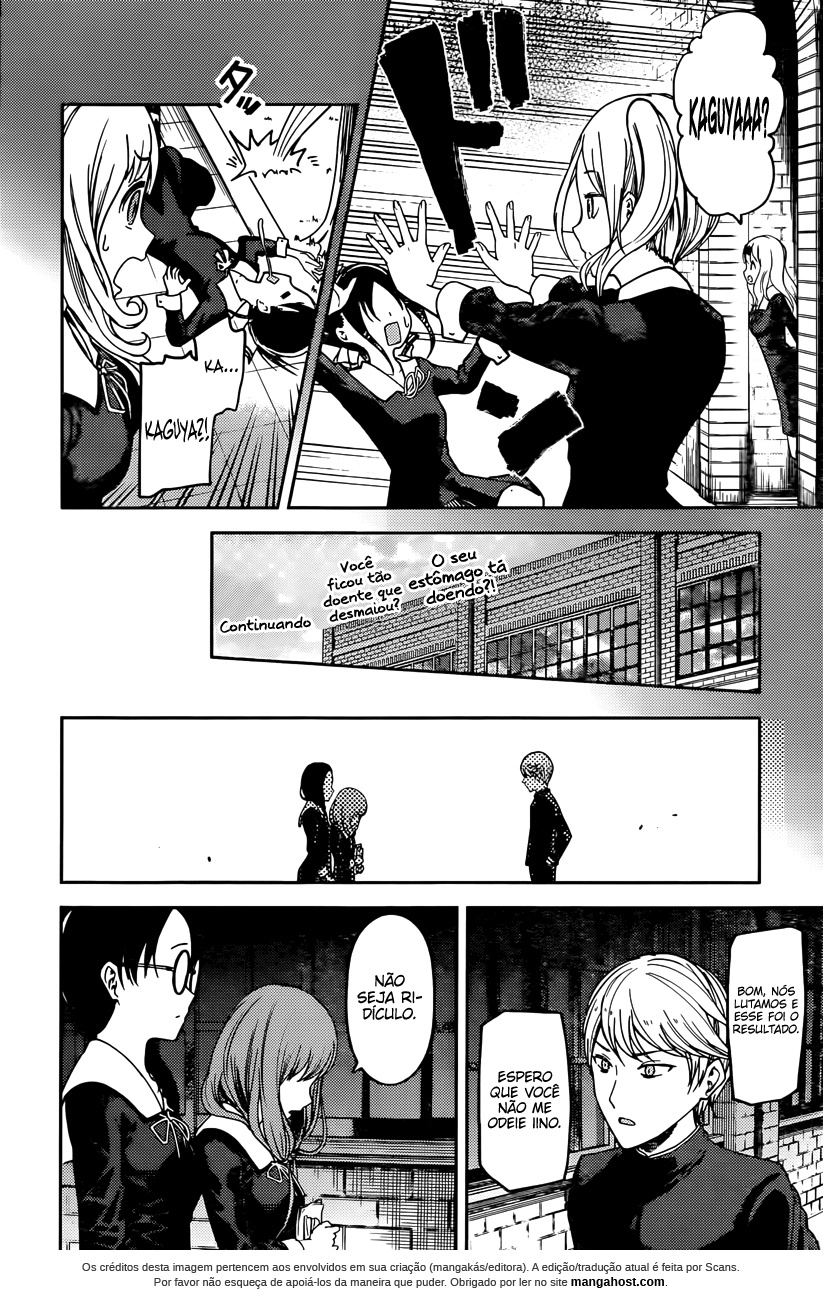 KAGUYAAA?
ド
タッ
KA...
KAGUYA?!
O seu
estômago tá
doendo?!
Você
ficou tão
doente que
desmaiou?
Continuando
BOM, NÓS
LUTAMOS E
ESSE FOI O
RESULTADO.
ESPERO
QUE VOCÊ
NÃO ME
ODEIE IINO.
NÃO
SEJA RI-
DÍCULO.
Os créditos desta imagem pertencem aos envolvidos em sua criação (mangakás/editora). A edição/tradução atual é feita por Scans.
Por favor não esqueça de apoiá-los da maneira que puder. Obrigado por ler no site mangahost.com.